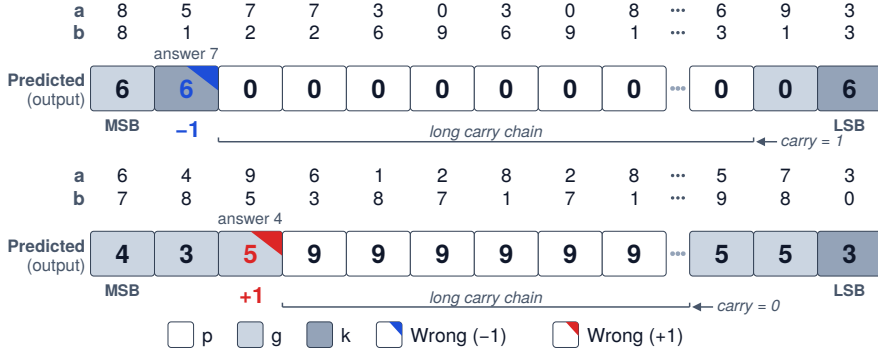 a 8 5 7 7 3 0 3 0 8 ... 6 9 3
b 8 1 2 2 6 9 6 9 1 ... 3 1 3
answer 7
Predicted (output) 6 6 0 0 0 0 0 0 0 ... 0 0 6
MSB −1 long carry chain carry = 1 LSB
a 6 4 9 6 1 2 8 2 8 ... 5 7 3
b 7 8 5 3 8 7 1 7 1 ... 9 8 0
answer 4
Predicted (output) 4 3 5 9 9 9 9 9 9 ... 5 5 3
MSB +1 long carry chain carry = 0 LSB
p g k Wrong (−1) Wrong (+1)